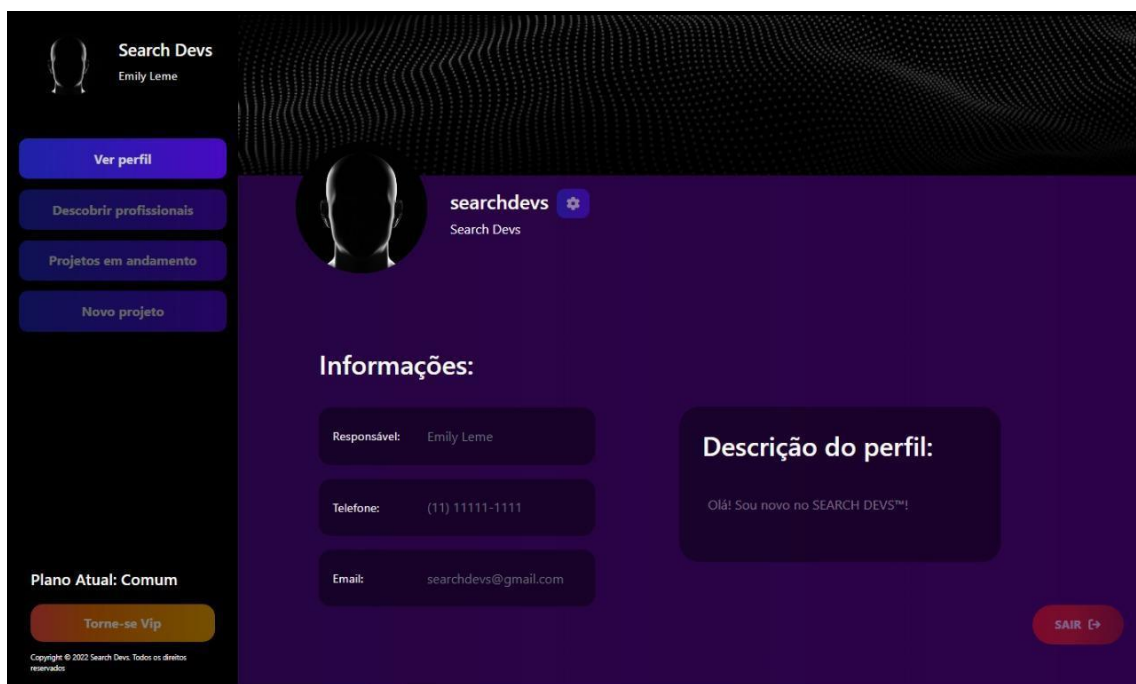 Search Devs
Emily Leme
Ver perfil
Descobrir profissionais
Projetos em andamento
Novo projeto
Plano Atual: Comum
Torne-se Vip
Copyright © 2022 Search Devs. Todos os direitos
reservados
searchdevs
Search Devs
Informações:
Responsável: Emily Leme
Telefone: (11) 11111-1111
Email: searchdevs@gmail.com
Descrição do perfil:
Olá! Sou novo no SEARCH DEVS™!
SAIR